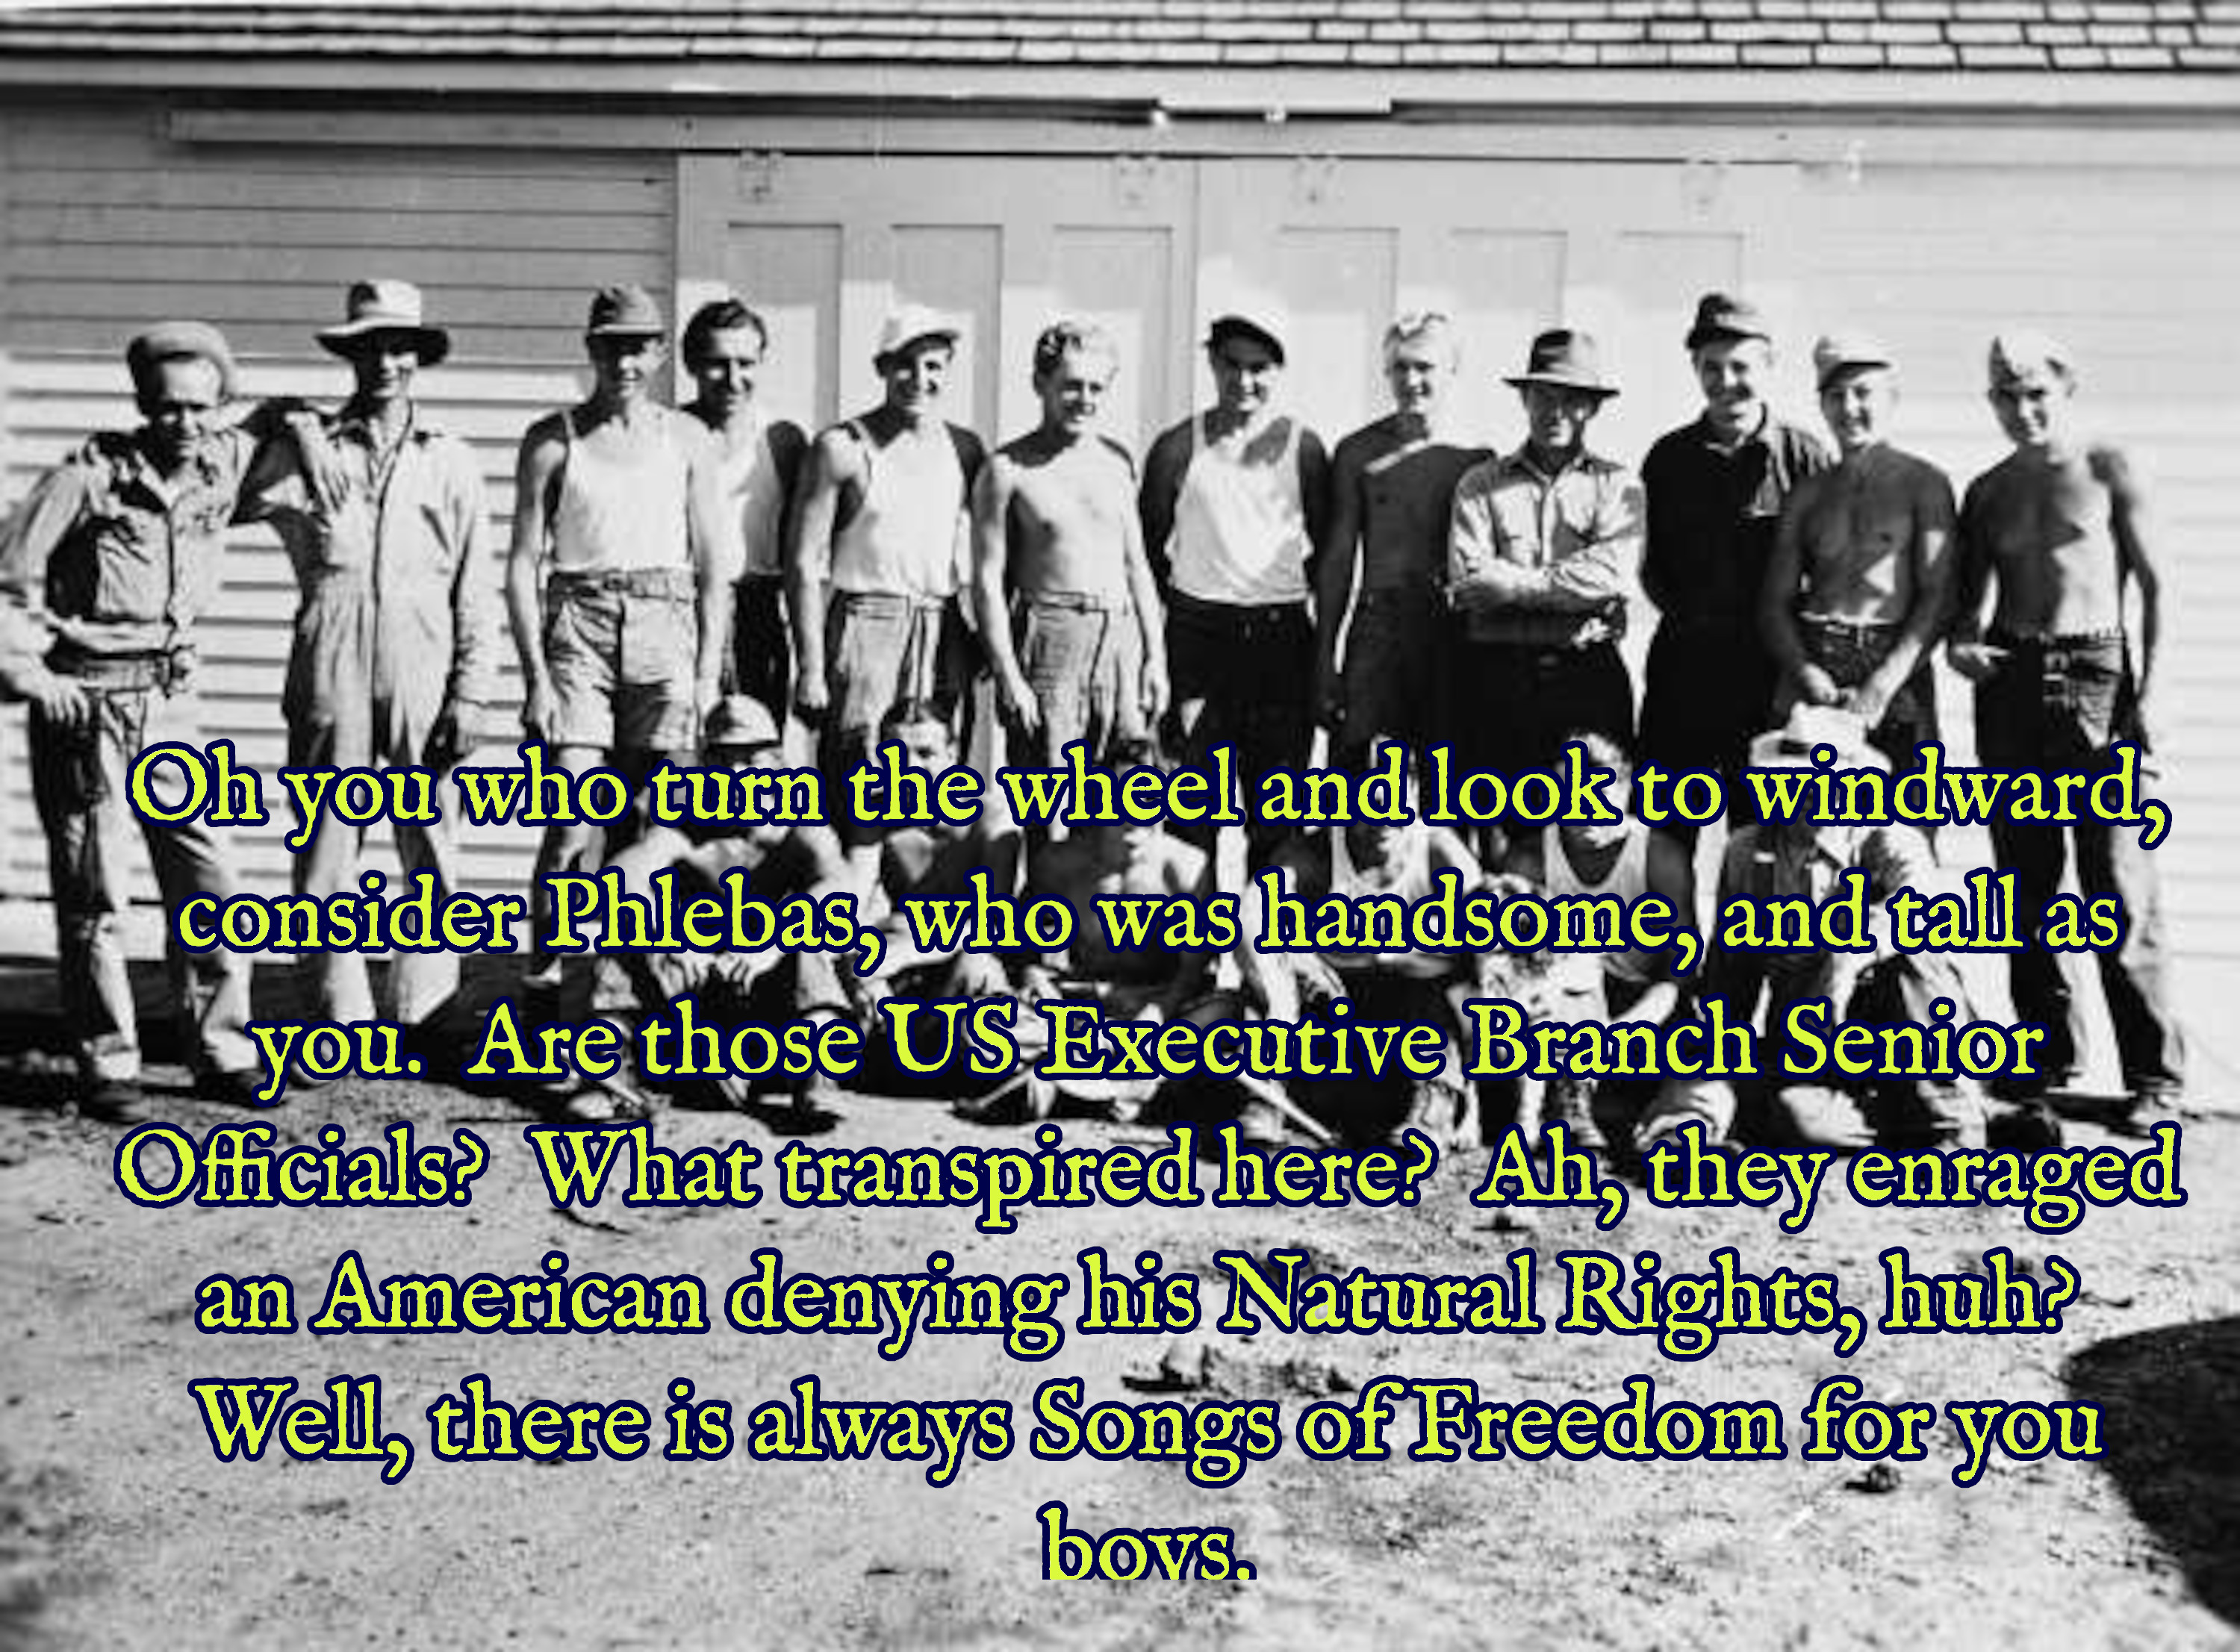 Oh you who turn the wheel and look to windward,
consider Phlebas, who was handsome, and tall as
you.  Are those US Executive Branch Senior
Officials?  What transpired here?  Ah, they enraged
an American denying his Natural Rights, huh?
Well, there is always Songs of Freedom for you
boys.